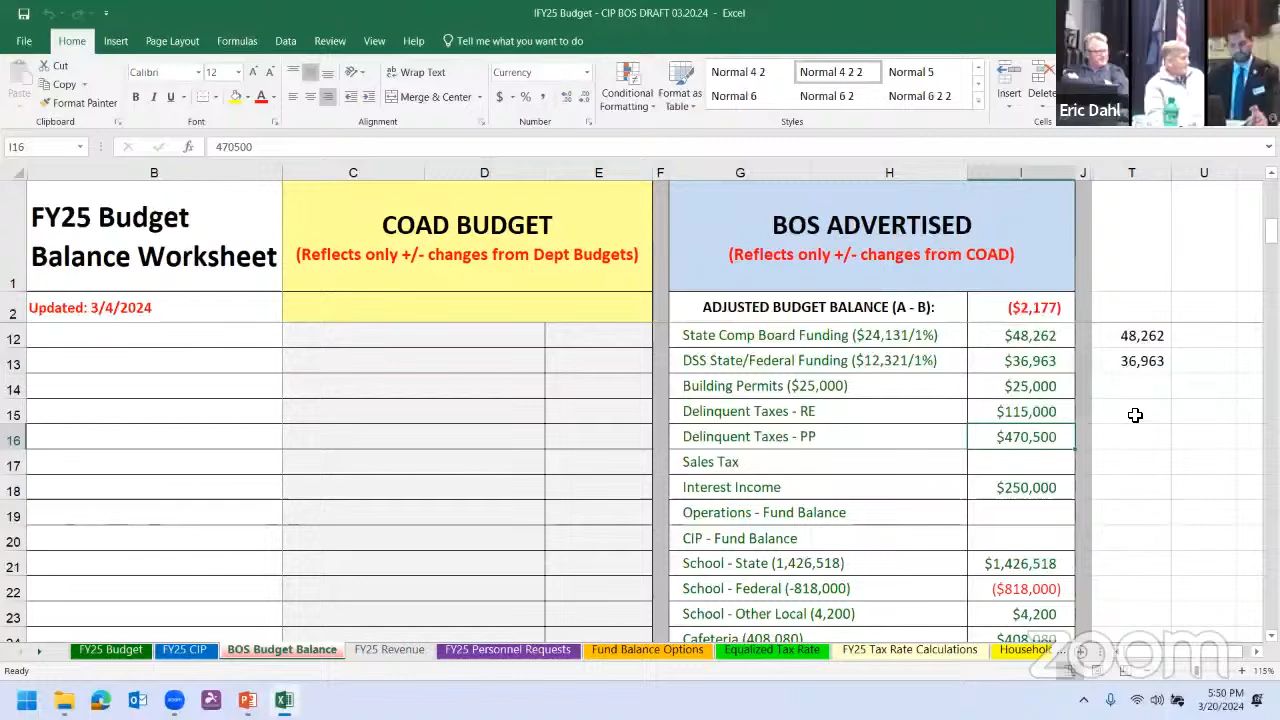 IFY25 Budget - CIP BOS DRAFT 03.20.24 - Excel
File Home Insert Page Layout Formulas Data Review View Help Tell me what you want to do
Cut
Copy
Format Painter
Paste
Clipboard
Calibri 12
B I U
Font
Wrap Text
Merge & Center
Alignment
Currency
$ % ,
Number
Conditional Formatting
Format as Table
Normal 4 2 Normal 4 2 2 Normal 5
Normal 6 Normal 6 2 Normal 6 2 2
Styles
Insert Delete
Cells
Eric Dahl
I16 fx 470500
B C D E F G H I J T U
1 FY25 Budget
Balance Worksheet
COAD BUDGET
(Reflects only +/- changes from Dept Budgets)
BOS ADVERTISED
(Reflects only +/- changes from COAD)
2 Updated: 3/4/2024 ADJUSTED BUDGET BALANCE (A - B): ($2,177)
12 State Comp Board Funding ($24,131/1%) $48,262 48,262
13 DSS State/Federal Funding ($12,321/1%) $36,963 36,963
14 Building Permits ($25,000) $25,000
15 Delinquent Taxes - RE $115,000
16 Delinquent Taxes - PP $470,500
17 Sales Tax
18 Interest Income $250,000
19 Operations - Fund Balance
20 CIP - Fund Balance
21 School - State (1,426,518) $1,426,518
22 School - Federal (-818,000) ($818,000)
23 School - Other Local (4,200) $4,200
Cafeteria (408,080) $408,080
FY25 Budget FY25 CIP BOS Budget Balance FY25 Revenue FY25 Personnel Requests Fund Balance Options Equalized Tax Rate FY25 Tax Rate Calculations Househol
Ready 115%
zoom
5:50 PM
3/20/2024